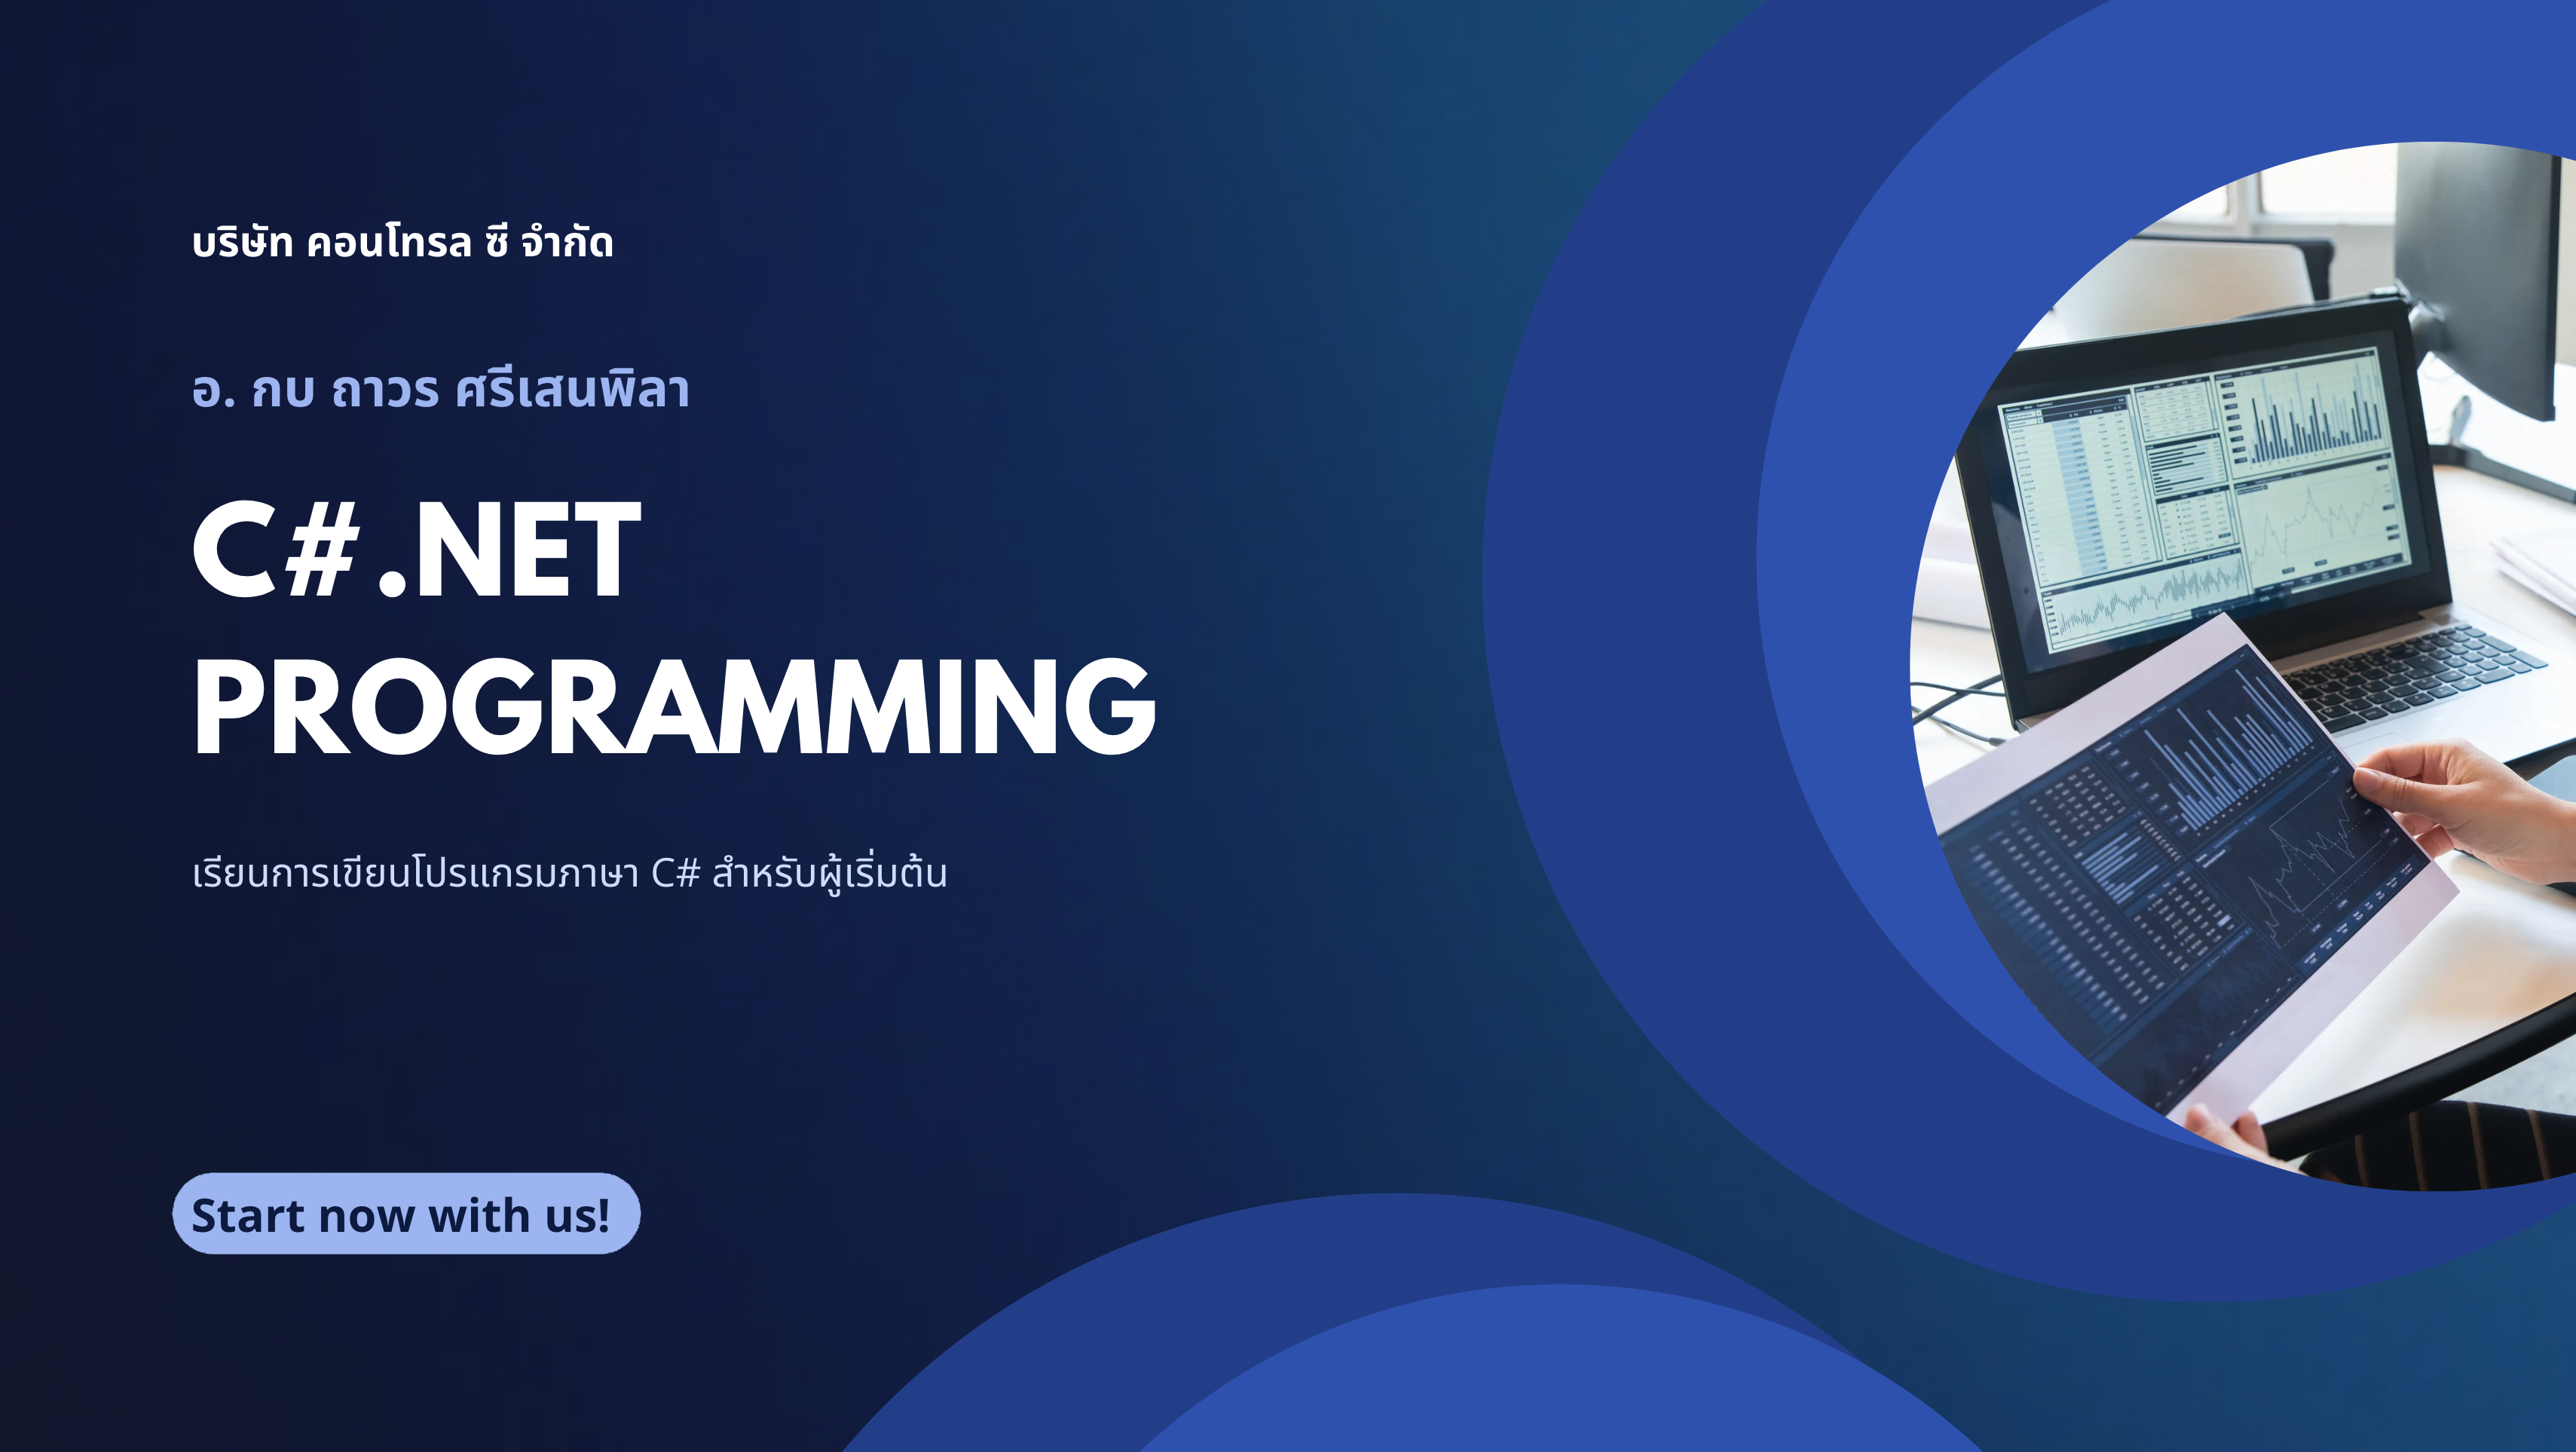 บริษัท คอนโทรล ซี จำกัด
อ. กบ ถาวร ศรีเสนพิลา
C# .NET
PROGRAMMING
เรียนการเขียนโปรแกรมภาษา C# สำหรับผู้เริ่มต้น
Start now with us!